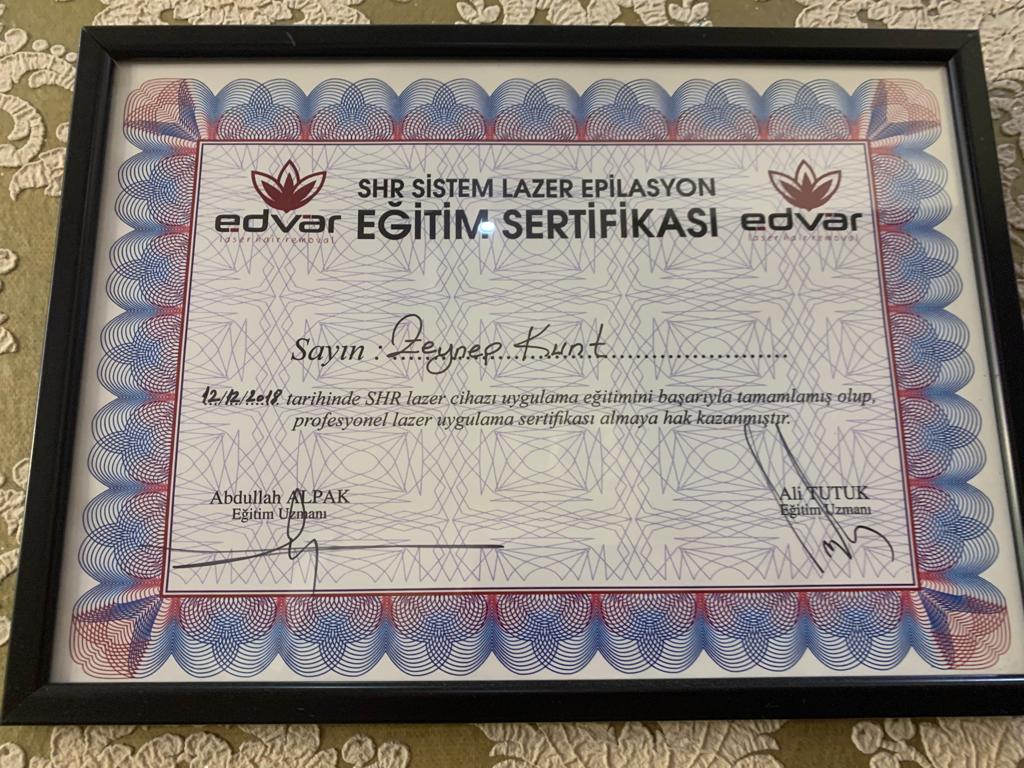 edvar
laser hair removal
SHR SİSTEM LAZER EPİLASYON
EĞİTİM SERTİFİKASI
edvar
laser hair removal
Sayın : Zeynep Kunt
12/12/2018 tarihinde SHR lazer cihazı uygulama eğitimini başarıyla tamamlamış olup,
profesyonel lazer uygulama sertifikası almaya hak kazanmıştır.
Abdullah ALPAK
Eğitim Uzmanı
Ali TUTUK
Eğitim Uzmanı